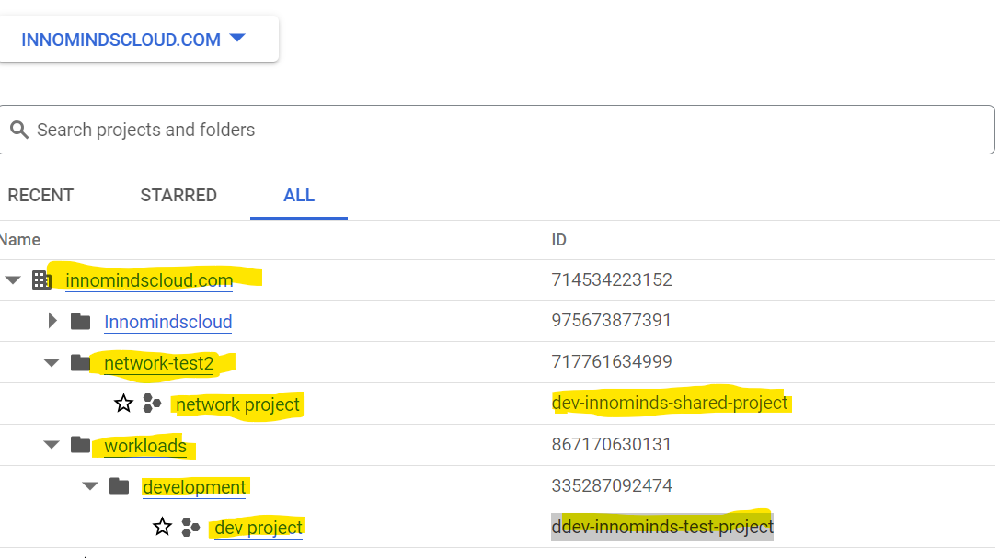 INNOMINDSCLOUD.COM
Search projects and folders
RECENT STARRED ALL
Name ID
innomindscloud.com 714534223152
Innomindscloud 975673877391
network-test2 717761634999
network project dev-innominds-shared-project
workloads 867170630131
development 335287092474
dev project ddev-innominds-test-project